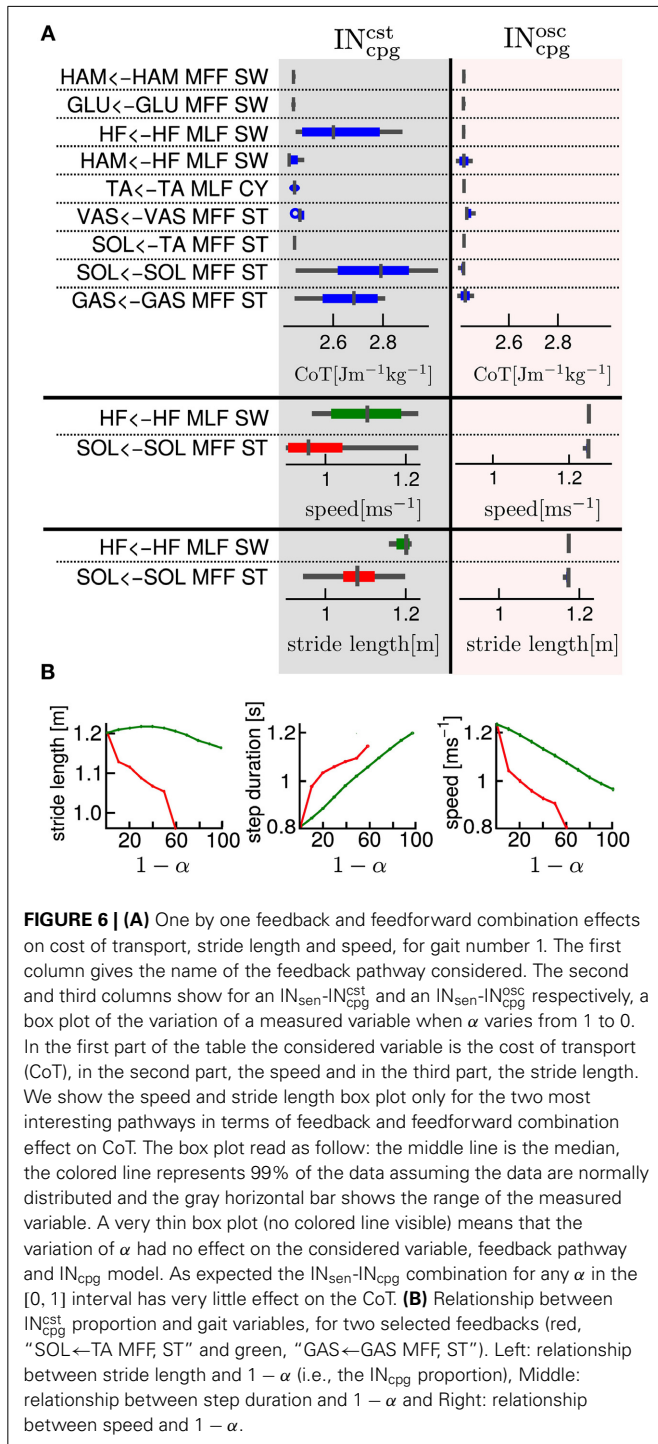 A
IN^cst_cpg IN^osc_cpg
HAM<-HAM MFF SW
GLU<-GLU MFF SW
HF<-HF MLF SW
HAM<-HF MLF SW
TA<-TA MLF CY
VAS<-VAS MFF ST
SOL<-TA MFF ST
SOL<-SOL MFF ST
GAS<-GAS MFF ST
2.6 2.8 2.6 2.8
CoT[Jm⁻¹kg⁻¹] CoT[Jm⁻¹kg⁻¹]
HF<-HF MLF SW
SOL<-SOL MFF ST
1 1.2 1 1.2
speed[ms⁻¹] speed[ms⁻¹]
HF<-HF MLF SW
SOL<-SOL MFF ST
1 1.2 1 1.2
stride length[m] stride length[m]
B
stride length [m] 1.2 1.1 1.0 20 60 100 1 − α
step duration [s] 1.2 1 0.8 20 60 100 1 − α
speed [ms⁻¹] 1.2 1 0.8 20 60 100 1 − α
FIGURE 6 | (A) One by one feedback and feedforward combination effects
on cost of transport, stride length and speed, for gait number 1. The first
column gives the name of the feedback pathway considered. The second
and third columns show for an IN_sen-IN^cst_cpg and an IN_sen-IN^osc_cpg respectively, a
box plot of the variation of a measured variable when α varies from 1 to 0.
In the first part of the table the considered variable is the cost of transport
(CoT), in the second part, the speed and in the third part, the stride length.
We show the speed and stride length box plot only for the two most
interesting pathways in terms of feedback and feedforward combination
effect on CoT. The box plot read as follow: the middle line is the median,
the colored line represents 99% of the data assuming the data are normally
distributed and the gray horizontal bar shows the range of the measured
variable. A very thin box plot (no colored line visible) means that the
variation of α had no effect on the considered variable, feedback pathway
and IN_cpg model. As expected the IN_sen-IN_cpg combination for any α in the
[0, 1] interval has very little effect on the CoT. (B) Relationship between
IN^cst_cpg proportion and gait variables, for two selected feedbacks (red,
“SOL←TA MFF, ST” and green, “GAS←GAS MFF, ST”). Left: relationship
between stride length and 1 − α (i.e., the IN_cpg proportion), Middle:
relationship between step duration and 1 − α and Right: relationship
between speed and 1 − α.